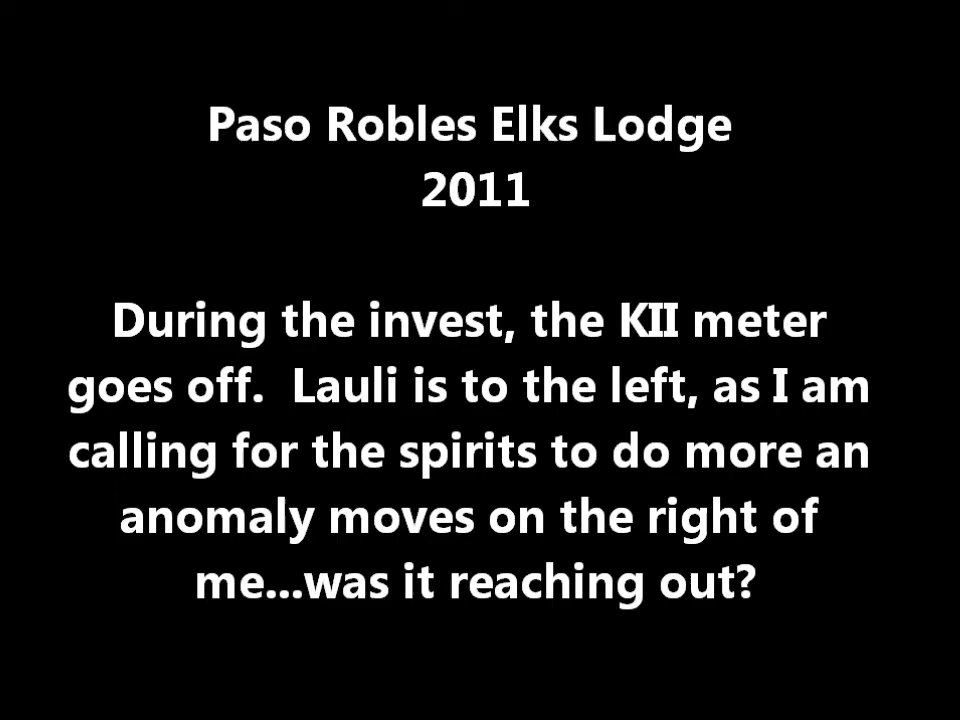 Paso Robles Elks Lodge
2011
During the invest, the KII meter
goes off.  Lauli is to the left, as I am
calling for the spirits to do more an
anomaly moves on the right of
me...was it reaching out?